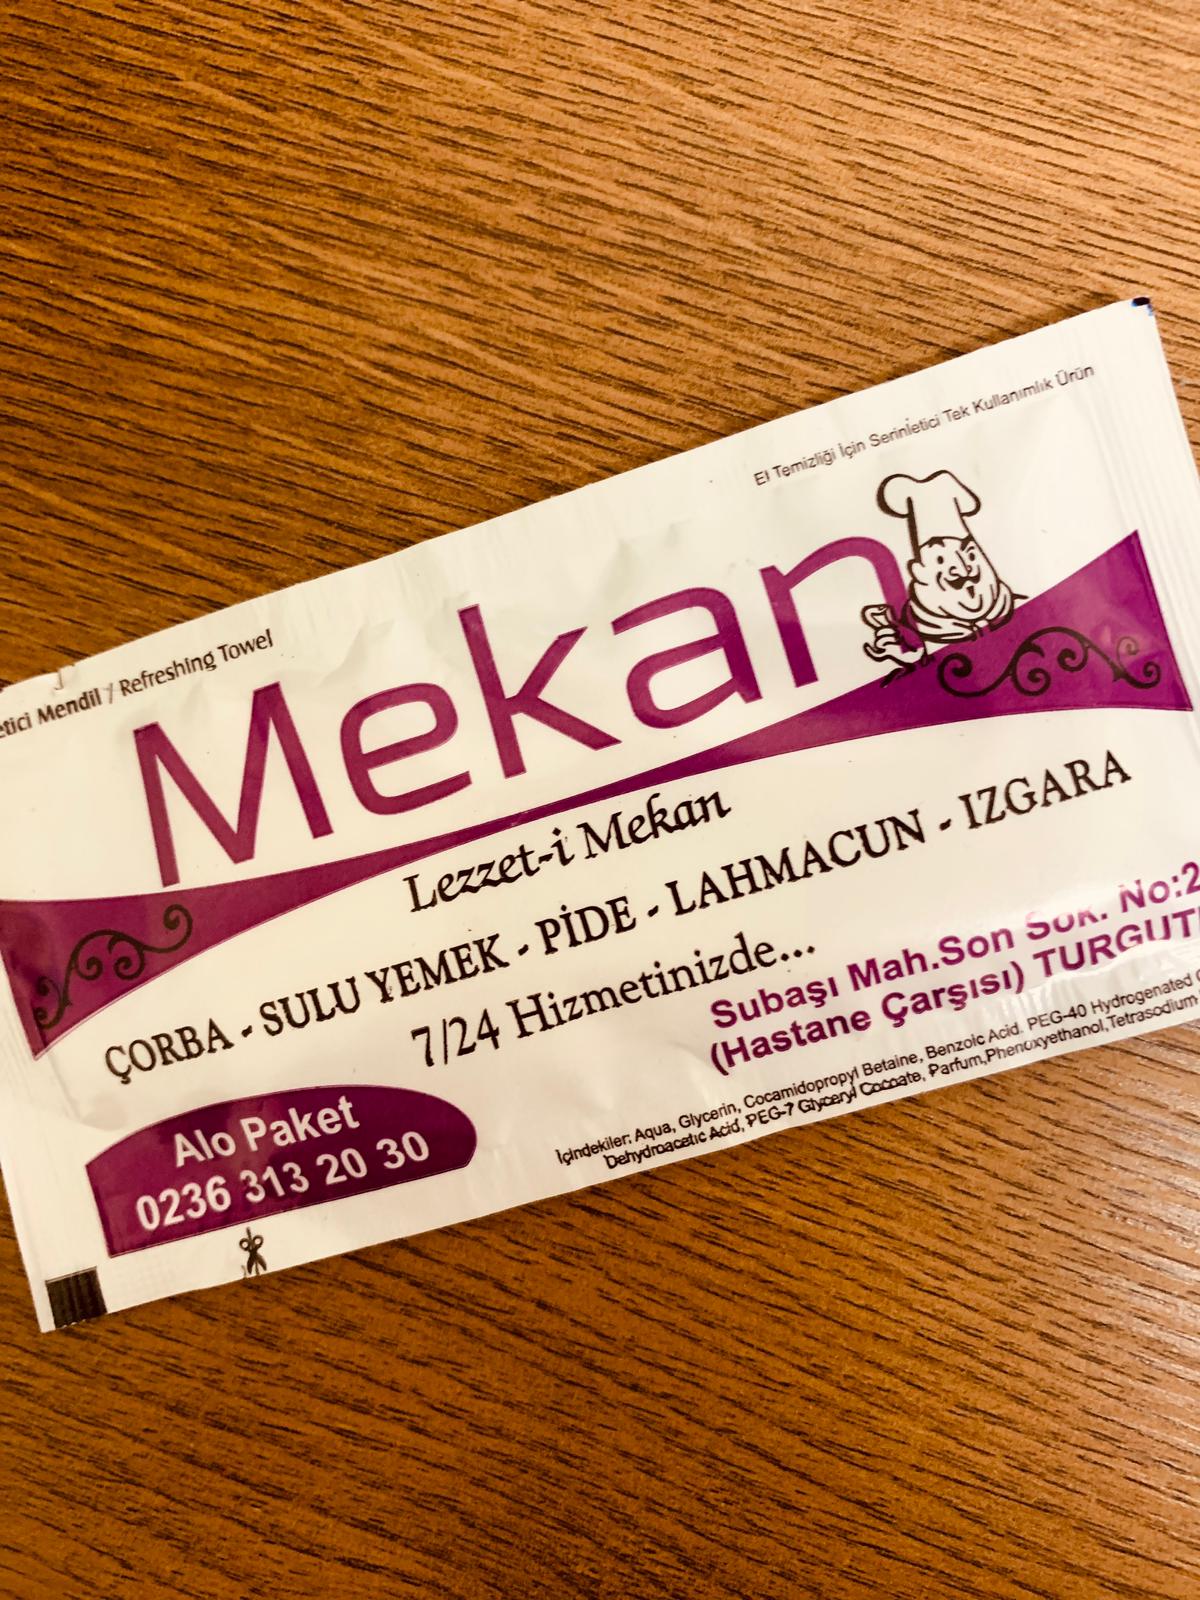 El Temizliği İçin Serinletici Tek Kullanımlık Ürün
Mendil / Refreshing Towel
Mekan
Lezzet-i Mekan
ÇORBA - SULU YEMEK - PİDE - LAHMACUN - IZGARA
7/24 Hizmetinizde...
Subaşı Mah.Son Sok. No:2
(Hastane Çarşısı)
Alo Paket
0236 313 20 30
İçindekiler: Aqua, Glycerin, Cocamidopropyl Betaine, Benzoic Acid, PEG-40 Hydrogenated
Dehydroacetic Acid, PEG-7 Glyceryl Cocoate, Parfum,Phenoxyethanol,Tetrasodium